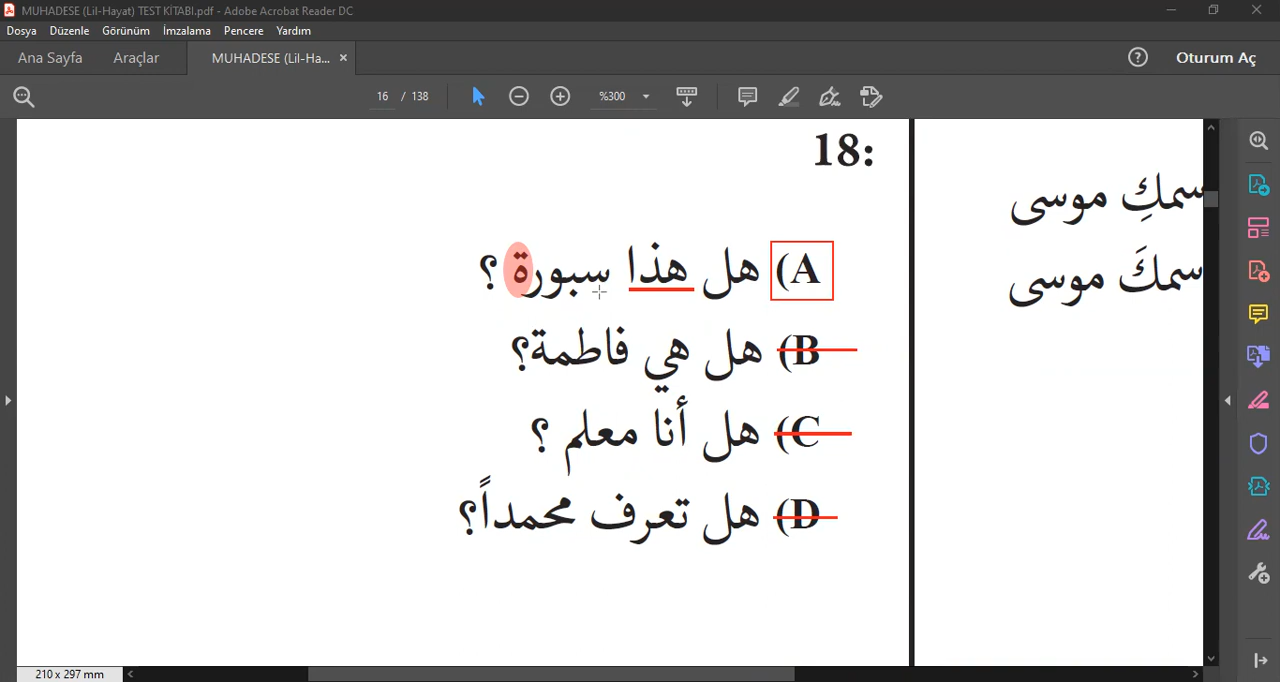 MUHADESE (Lil-Hayat) TEST KİTABI.pdf - Adobe Acrobat Reader DC
Dosya Düzenle Görünüm İmzalama Pencere Yardım
Ana Sayfa Araçlar MUHADESE (Lil-Ha... × Oturum Aç
16 / 138 %300
18:
A) هل هذا سبورة ؟
B) هل هي فاطمة؟
C) هل أنا معلم ؟
D) هل تعرف محمداً؟
سمكِ موسى
سمكَ موسى
210 x 297 mm